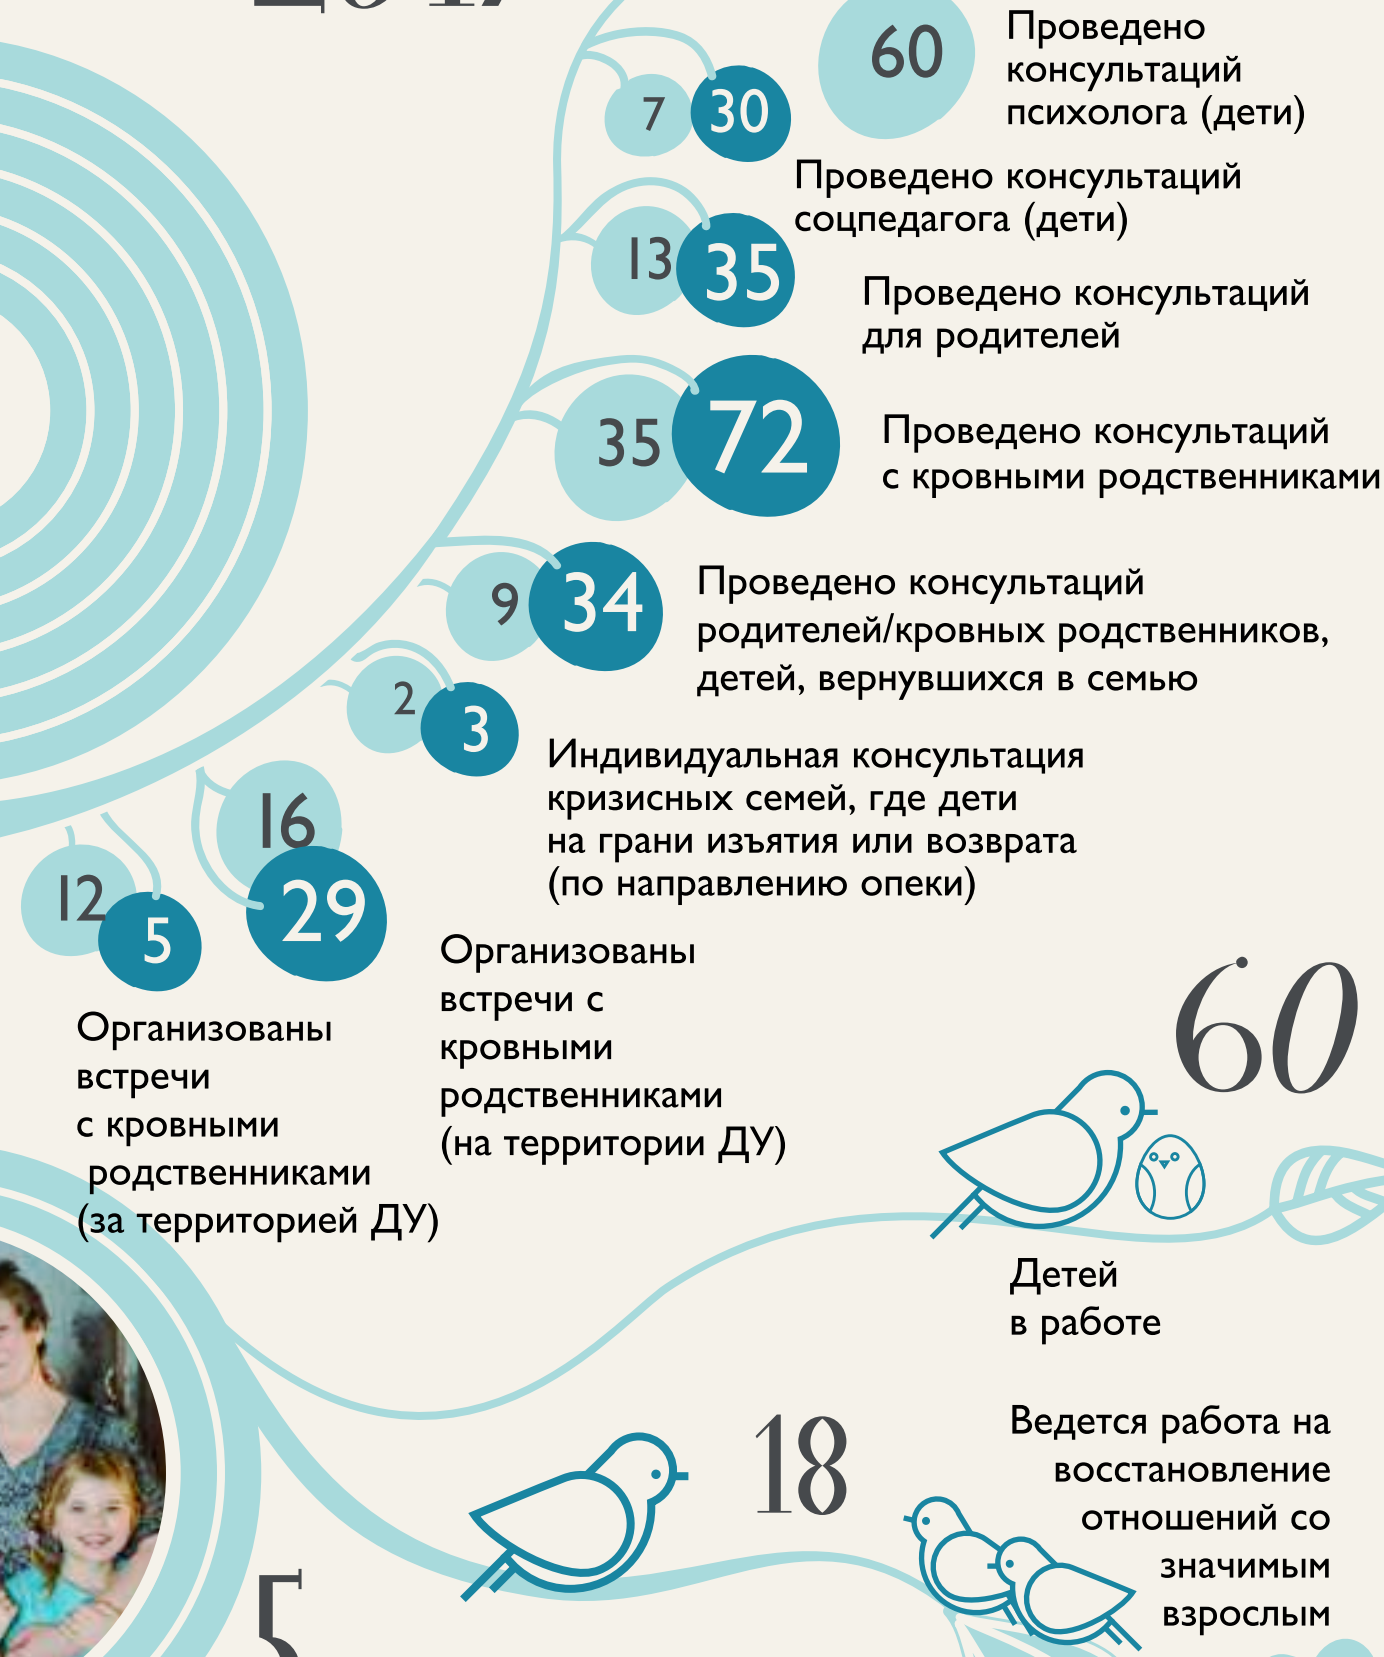 60
Проведено
консультаций
психолога (дети)
7
30
Проведено консультаций
соцпедагога (дети)
13
35
Проведено консультаций
для родителей
35
72
Проведено консультаций
с кровными родственниками
9
34
Проведено консультаций
родителей/кровных родственников,
детей, вернувшихся в семью
2
3
Индивидуальная консультация
кризисных семей, где дети
на грани изъятия или возврата
(по направлению опеки)
16
29
Организованы
встречи с
кровными
родственниками
(на территории ДУ)
12
5
Организованы
встречи
с кровными
родственниками
(за территорией ДУ)
60
Детей
в работе
18
Ведется работа на
восстановление
отношений со
значимым
взрослым
5